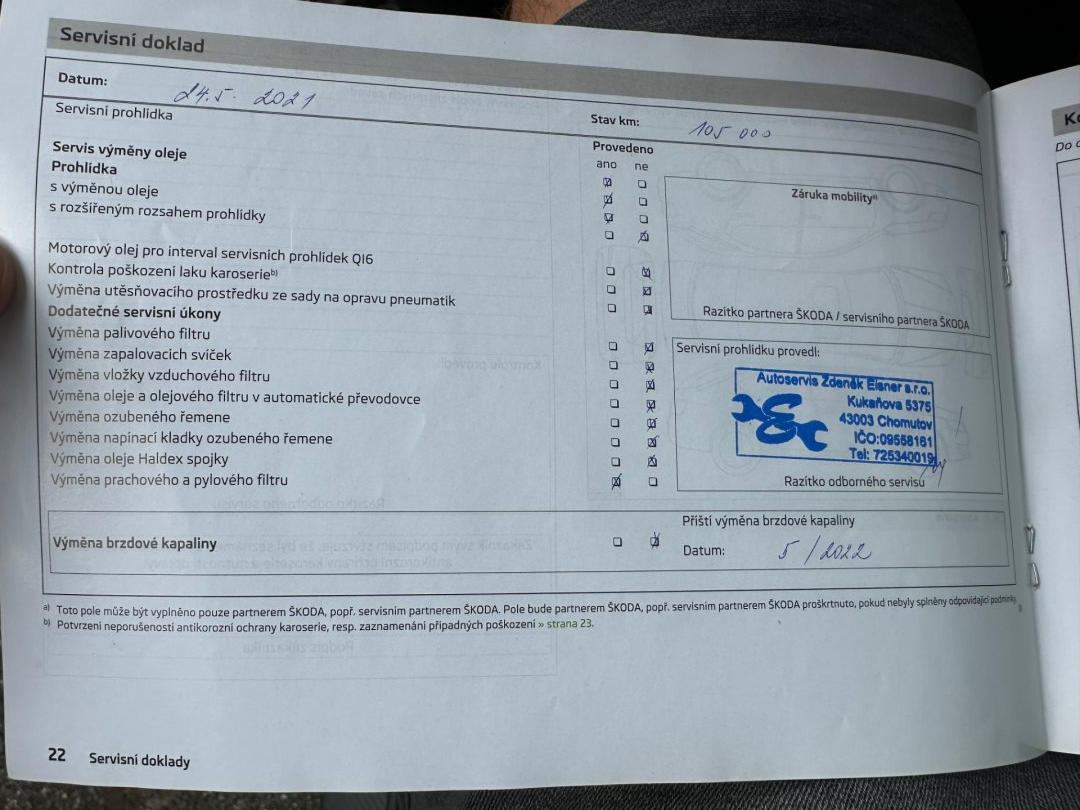 Servisní doklad
Datum: 24.5. 2021
Stav km: 105 000
Servisní prohlídka
Provedeno
ano ne
Servis výměny oleje
Prohlídka
s výměnou oleje
s rozšířeným rozsahem prohlídky
Motorový olej pro interval servisních prohlídek QI6
Kontrola poškození laku karoserieb)
Výměna utěsňovacího prostředku ze sady na opravu pneumatik
Dodatečné servisní úkony
Výměna palivového filtru
Výměna zapalovacích svíček
Výměna vložky vzduchového filtru
Výměna oleje a olejového filtru v automatické převodovce
Výměna ozubeného řemene
Výměna napínací kladky ozubeného řemene
Výměna oleje Haldex spojky
Výměna prachového a pylového filtru
Záruka mobilitya)
Razítko partnera ŠKODA / servisního partnera ŠKODA
Servisní prohlídku provedl:
Autoservis Zdeněk Eisner s.r.o.
Kukaňova 5375
43003 Chomutov
IČO:09558161
Tel: 725340019
Razítko odborného servisu
Výměna brzdové kapaliny
Příští výměna brzdové kapaliny
Datum: 5/2022
a) Toto pole může být vyplněno pouze partnerem ŠKODA, popř. servisním partnerem ŠKODA. Pole bude partnerem ŠKODA, popř. servisním partnerem ŠKODA proškrtnuto, pokud nebyly splněny odpovídající podmínky.
b) Potvrzení neporušenosti antikorozní ochrany karoserie, resp. zaznamenání případných poškození » strana 23.
22 Servisní doklady